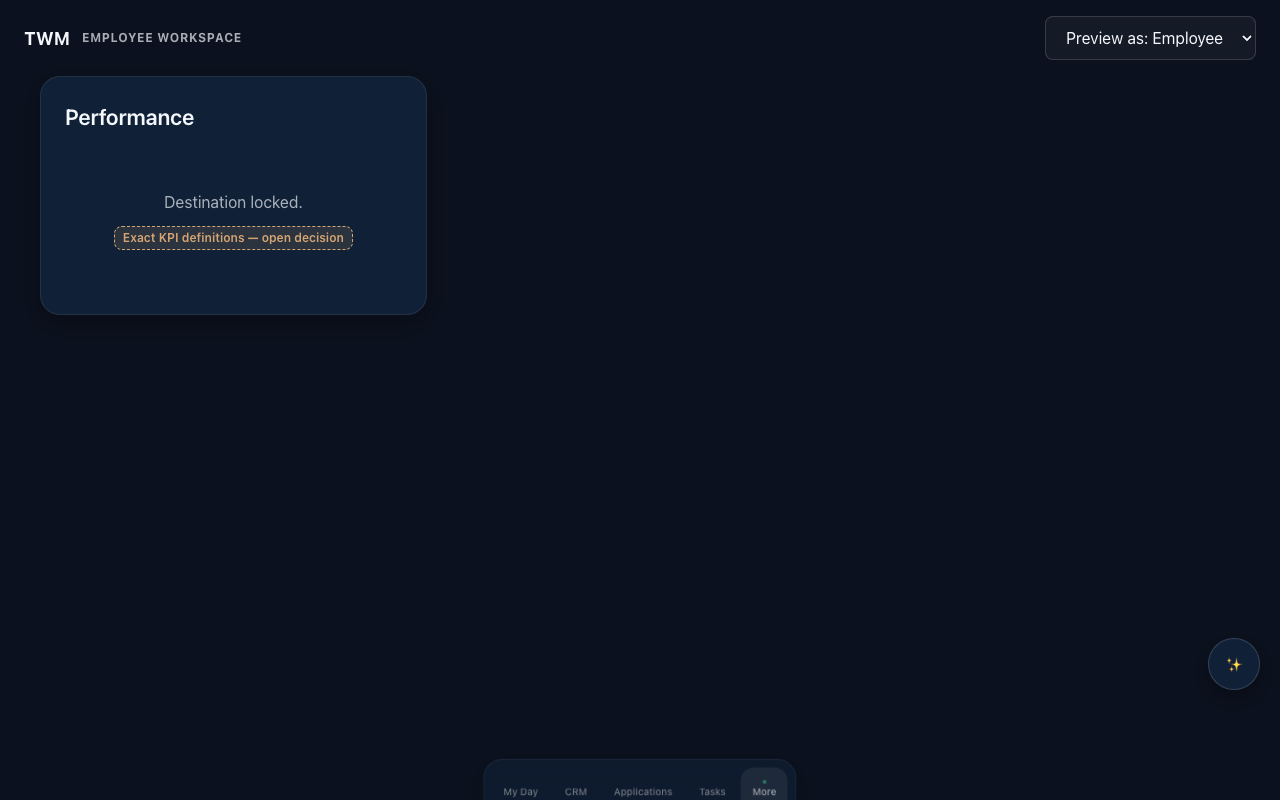 TWM EMPLOYEE WORKSPACE
Preview as: Employee
Performance
Destination locked.
Exact KPI definitions — open decision
My Day CRM Applications Tasks More